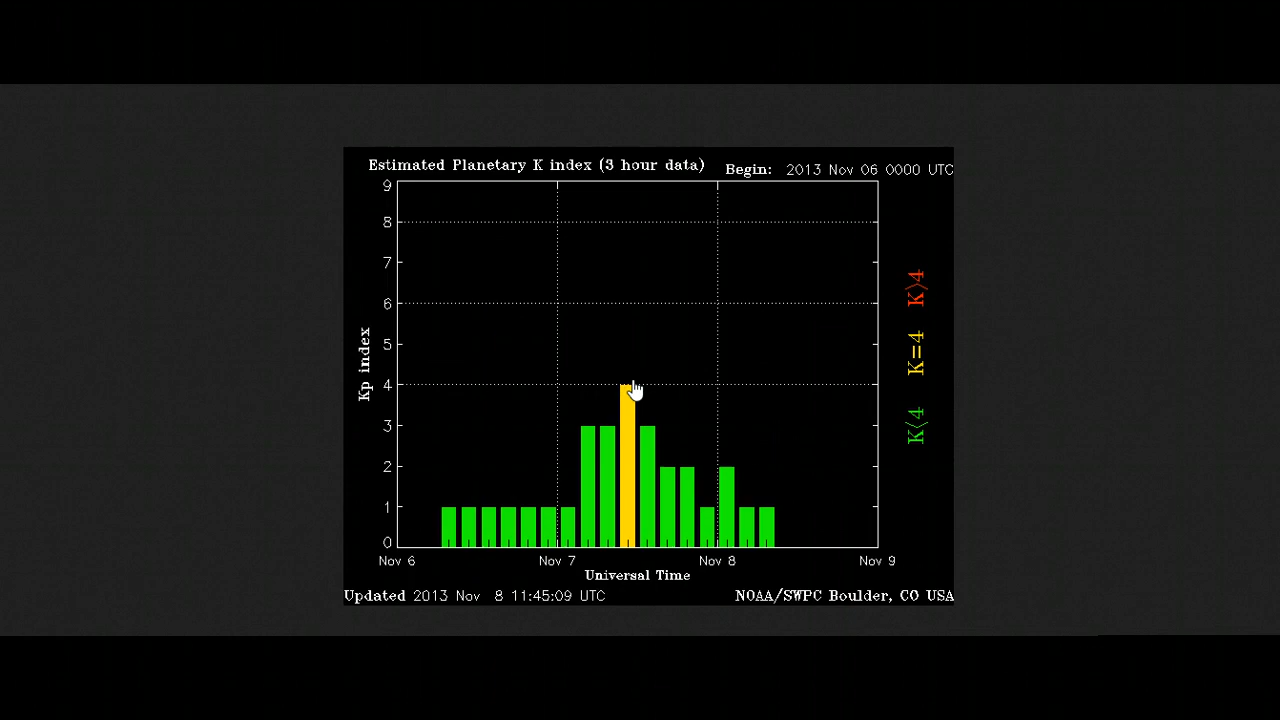 Estimated Planetary K index (3 hour data)
Begin: 2013 Nov 06 0000 UTC
9
8
7
6
5
4
3
2
1
0
Kp index
K>4
K=4
K<4
Nov 6
Nov 7
Nov 8
Nov 9
Universal Time
Updated 2013 Nov 8 11:45:09 UTC
NOAA/SWPC Boulder, CO USA